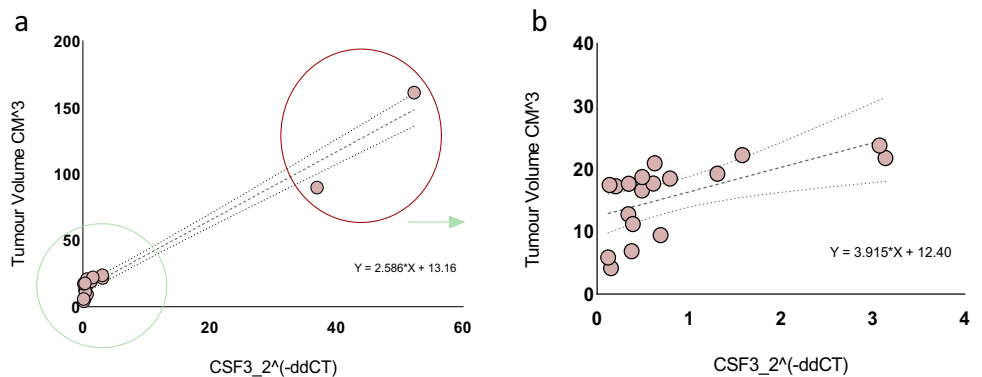 a
200
150
100
50
0
0
20
40
60
Tumour Volume CM^3
Y = 2.586*X + 13.16
CSF3_2^(-ddCT)
b
40
30
20
10
0
0
1
2
3
4
Tumour Volume CM^3
Y = 3.915*X + 12.40
CSF3_2^(-ddCT)